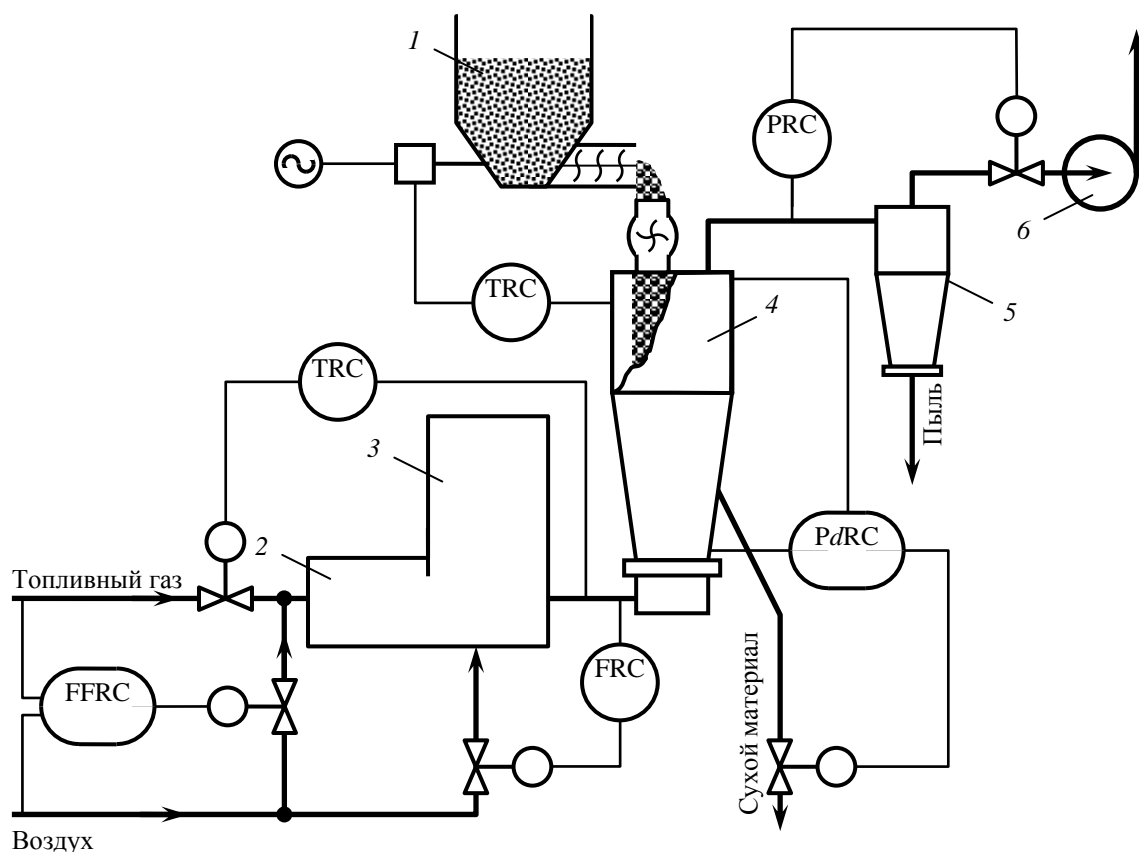 1
PRC
6
TRC
4
5
TRC
Пыль
3
PdRC
2
Топливный газ
FRC
FFRC
Сухой материал
Воздух